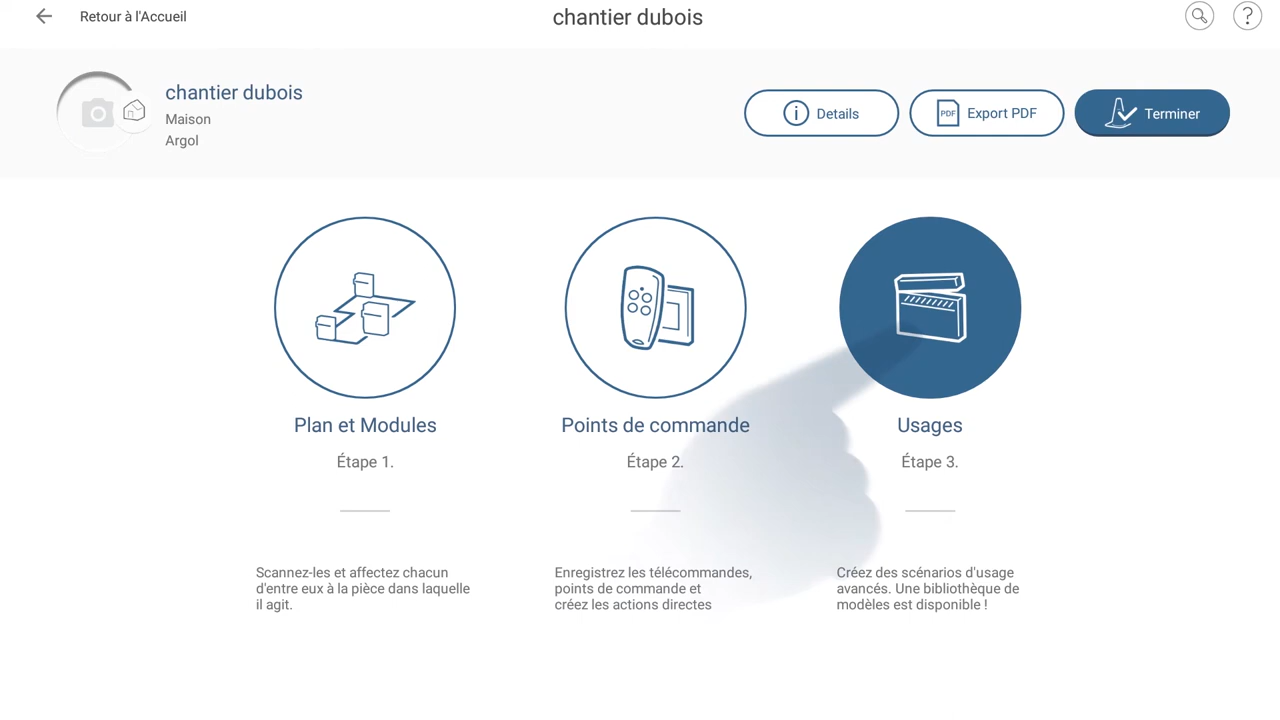 Retour à l'Accueil
chantier dubois
?
chantier dubois
Maison
Argol
i Details
PDF Export PDF
Terminer
Plan et Modules
Étape 1.
Scannez-les et affectez chacun
d'entre eux à la pièce dans laquelle
il agit.
Points de commande
Étape 2.
Enregistrez les télécommandes,
points de commande et
créez les actions directes
Usages
Étape 3.
Créez des scénarios d'usage
avancés. Une bibliothèque de
modèles est disponible !